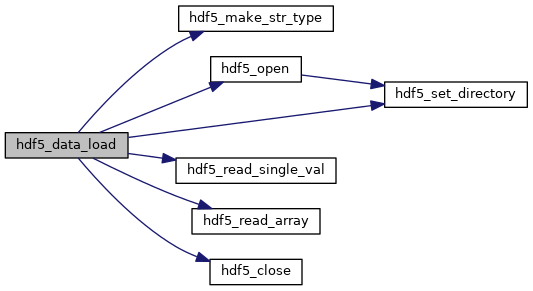 hdf5_make_str_type
hdf5_open
hdf5_set_directory
hdf5_data_load
hdf5_read_single_val
hdf5_read_array
hdf5_close